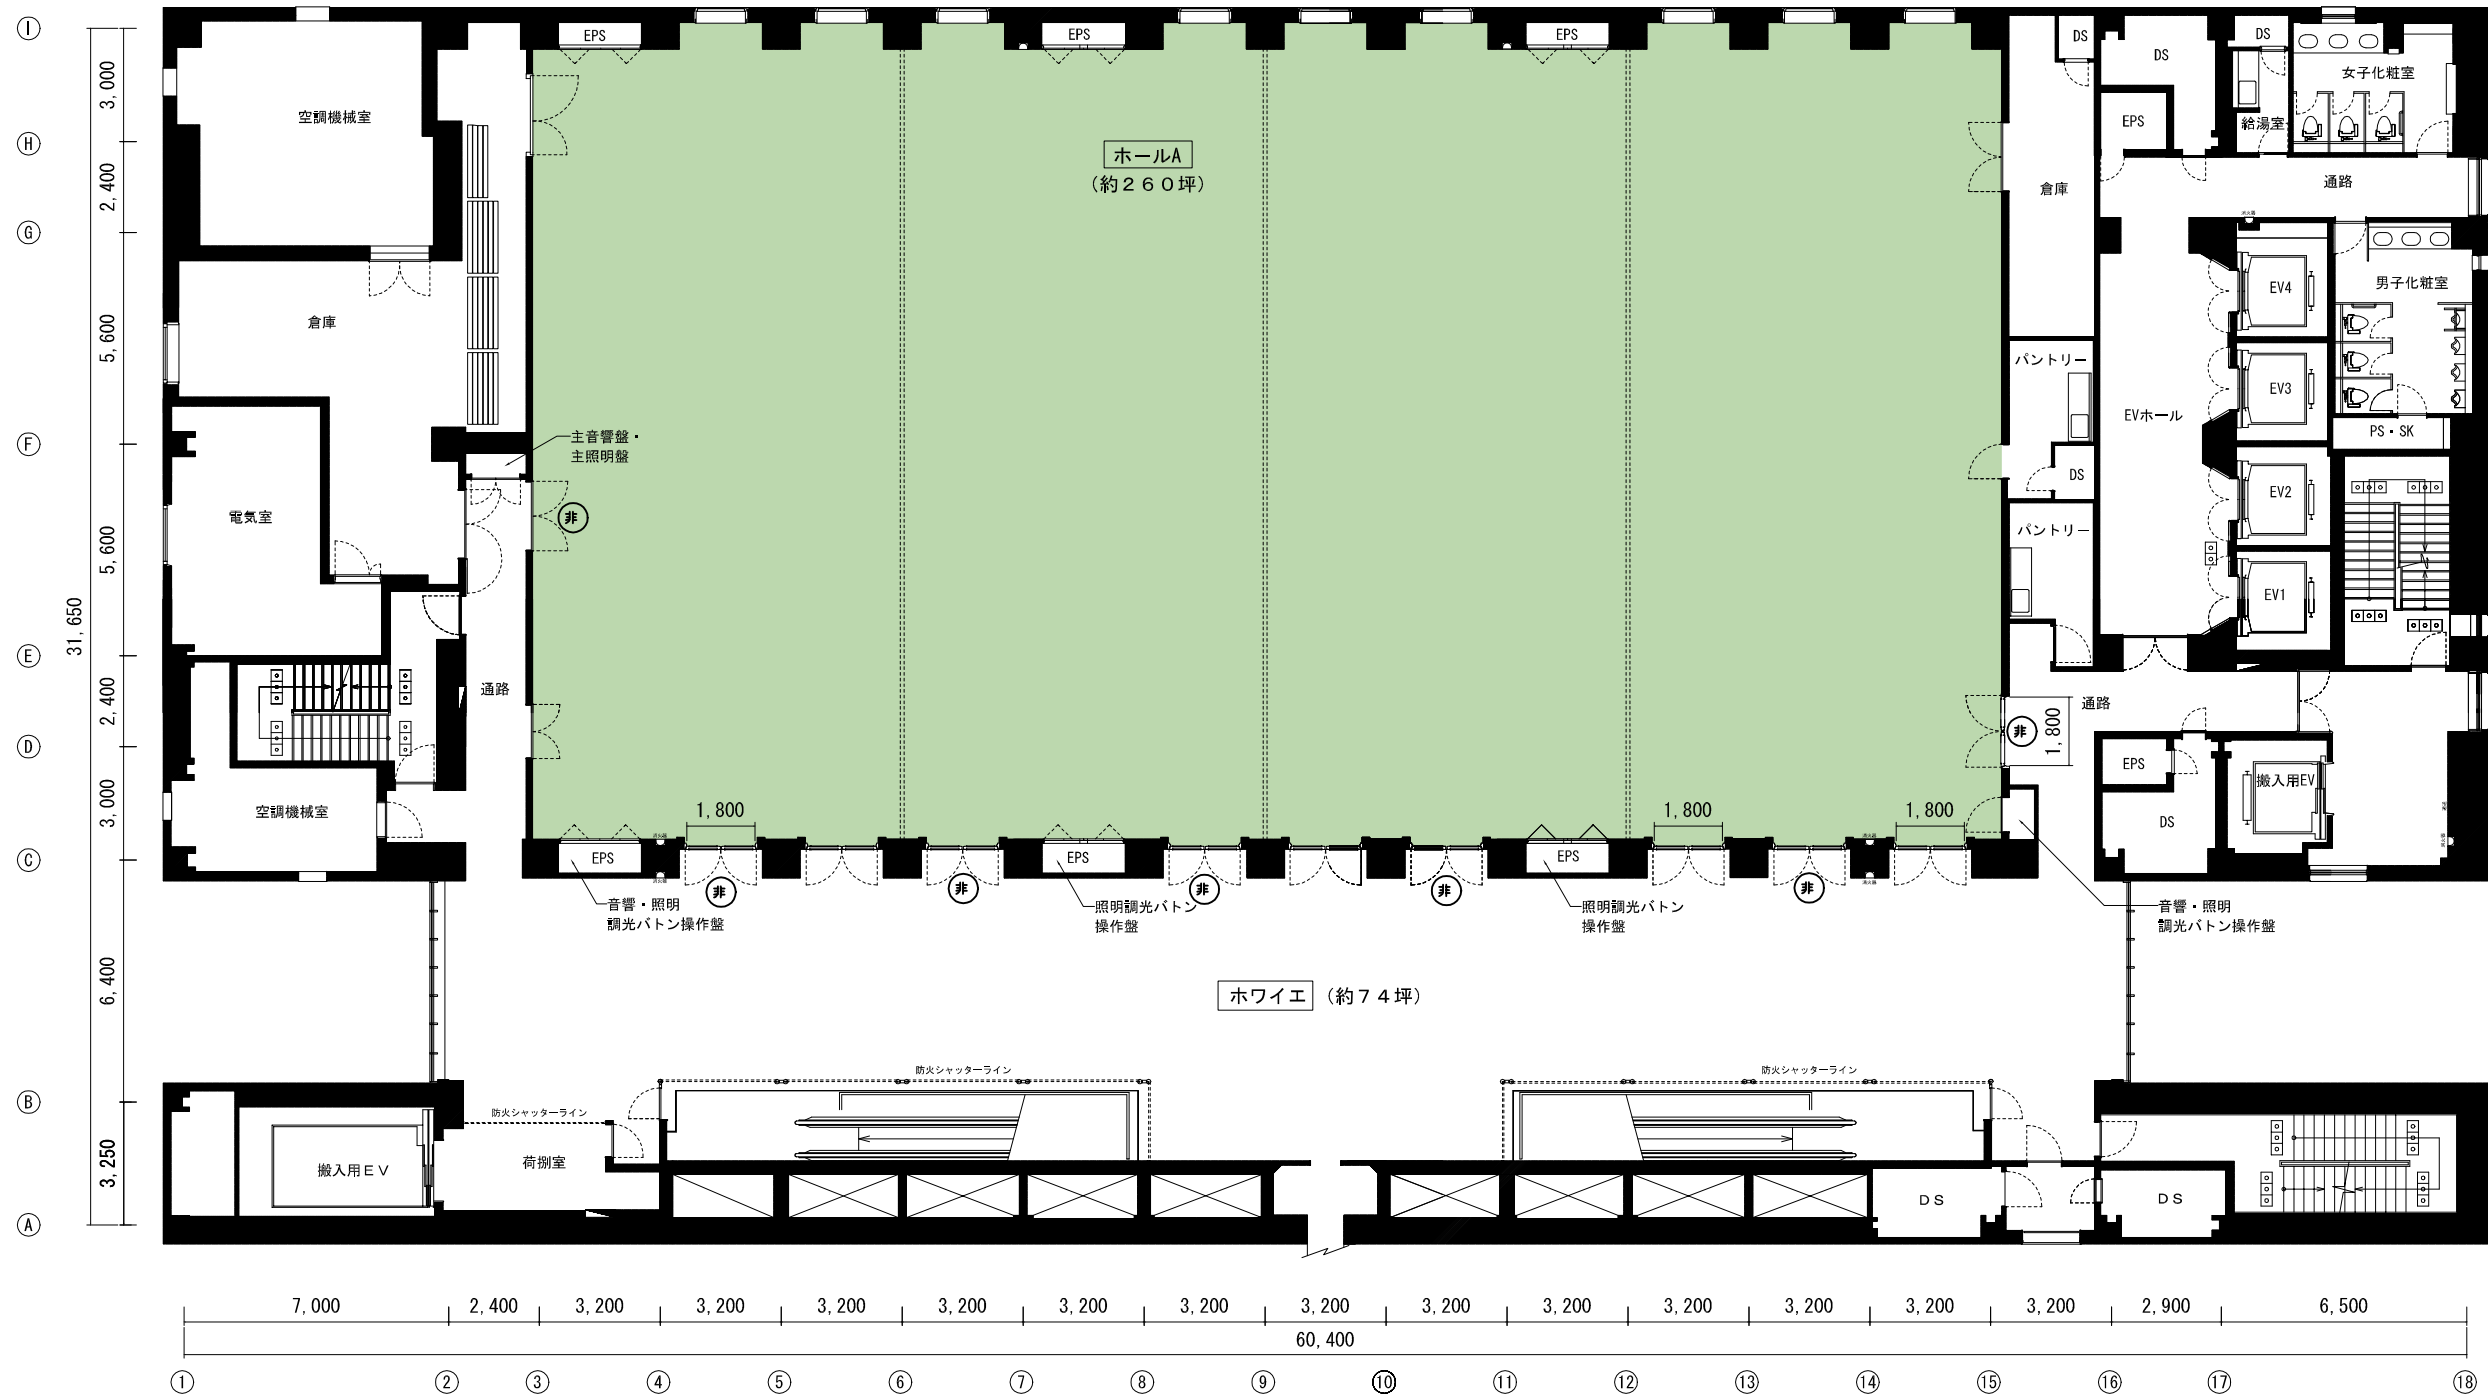 Ⓘ
Ⓗ
Ⓖ
Ⓕ
Ⓔ
Ⓓ
Ⓒ
Ⓑ
Ⓐ
3,000
2,400
5,600
5,600
2,400
3,000
6,400
3,250
31,650
空調機械室
倉庫
電気室
空調機械室
通路
主音響盤・
主照明盤
EPS
EPS
EPS
ホールA
(約260坪)
非
1,800
1,800
1,800
EPS
EPS
EPS
非
非
非
非
非
音響・照明
調光バトン操作盤
照明調光バトン
操作盤
照明調光バトン
操作盤
音響・照明
調光バトン操作盤
DS
DS
DS
EPS
給湯室
女子化粧室
倉庫
通路
男子化粧室
PS・SK
パントリー
DS
パントリー
EVホール
EV4
EV3
EV2
EV1
通路
非
1,800
EPS
DS
搬入用EV
ホワイエ
(約74坪)
防火シャッターライン
防火シャッターライン
防火シャッターライン
荷捌室
搬入用EV
DS
DS
7,000
2,400
3,200
3,200
3,200
3,200
3,200
3,200
3,200
3,200
3,200
3,200
3,200
3,200
3,200
2,900
6,500
60,400
①
②
③
④
⑤
⑥
⑦
⑧
⑨
⑩
⑪
⑫
⑬
⑭
⑮
⑯
⑰
⑱